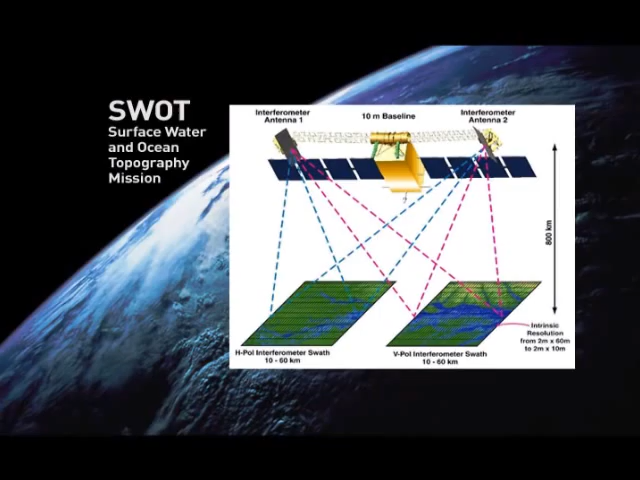 SWOT
Surface Water
and Ocean
Topography
Mission
Interferometer
Antenna 1
10 m Baseline
Interferometer
Antenna 2
800 km
H-Pol Interferometer Swath
10 - 60 km
V-Pol Interferometer Swath
10 - 60 km
Intrinsic
Resolution
from 2m x 60m
to 2m x 10m